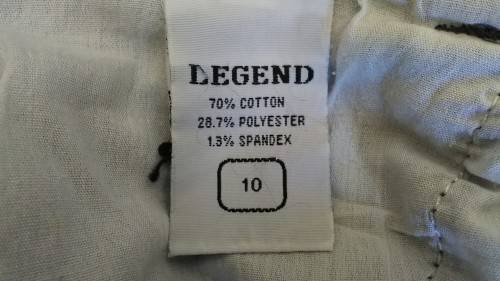 LEGEND
70% COTTON
28.7% POLYESTER
1.3% SPANDEX
10